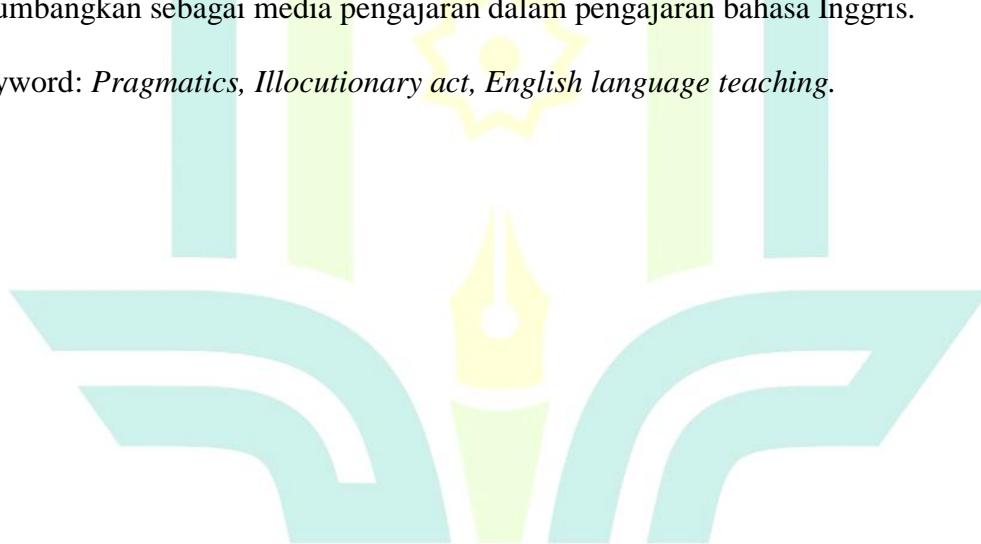 umbangkan sebagai media pengajaran dalam pengajaran bahasa Inggris.
yword: Pragmatics, Illocutionary act, English language teaching.